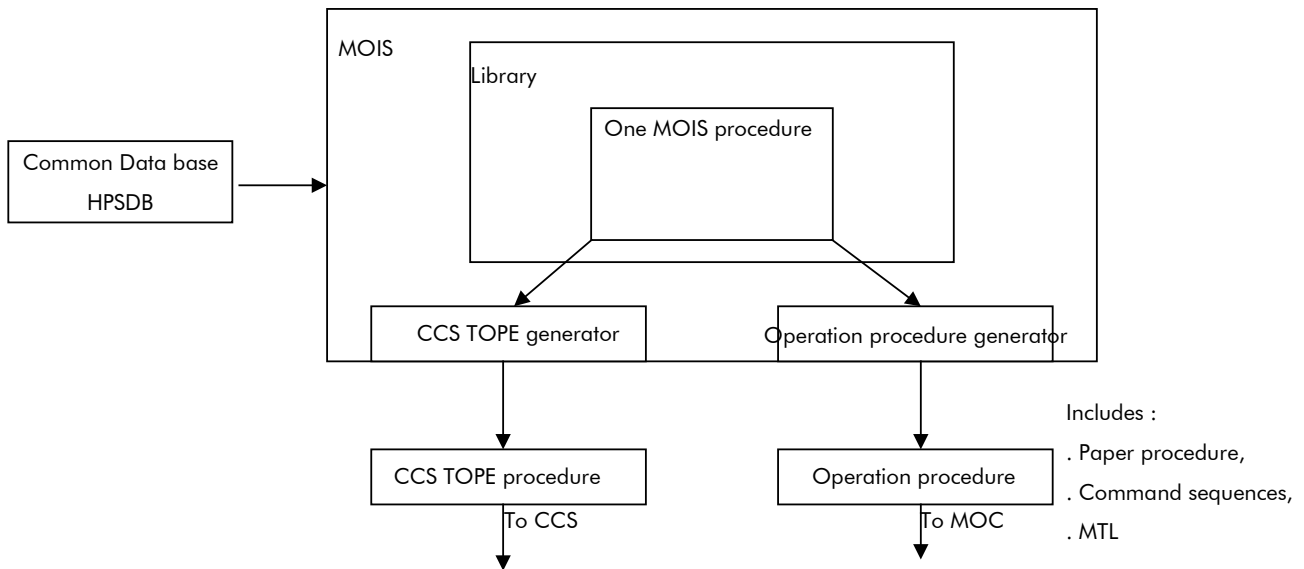 MOIS
Library
One MOIS procedure
Common Data base
HPSDB
CCS TOPE generator
Operation procedure generator
Includes :
. Paper procedure,
. Command sequences,
. MTL
CCS TOPE procedure
Operation procedure
To CCS
To MOC